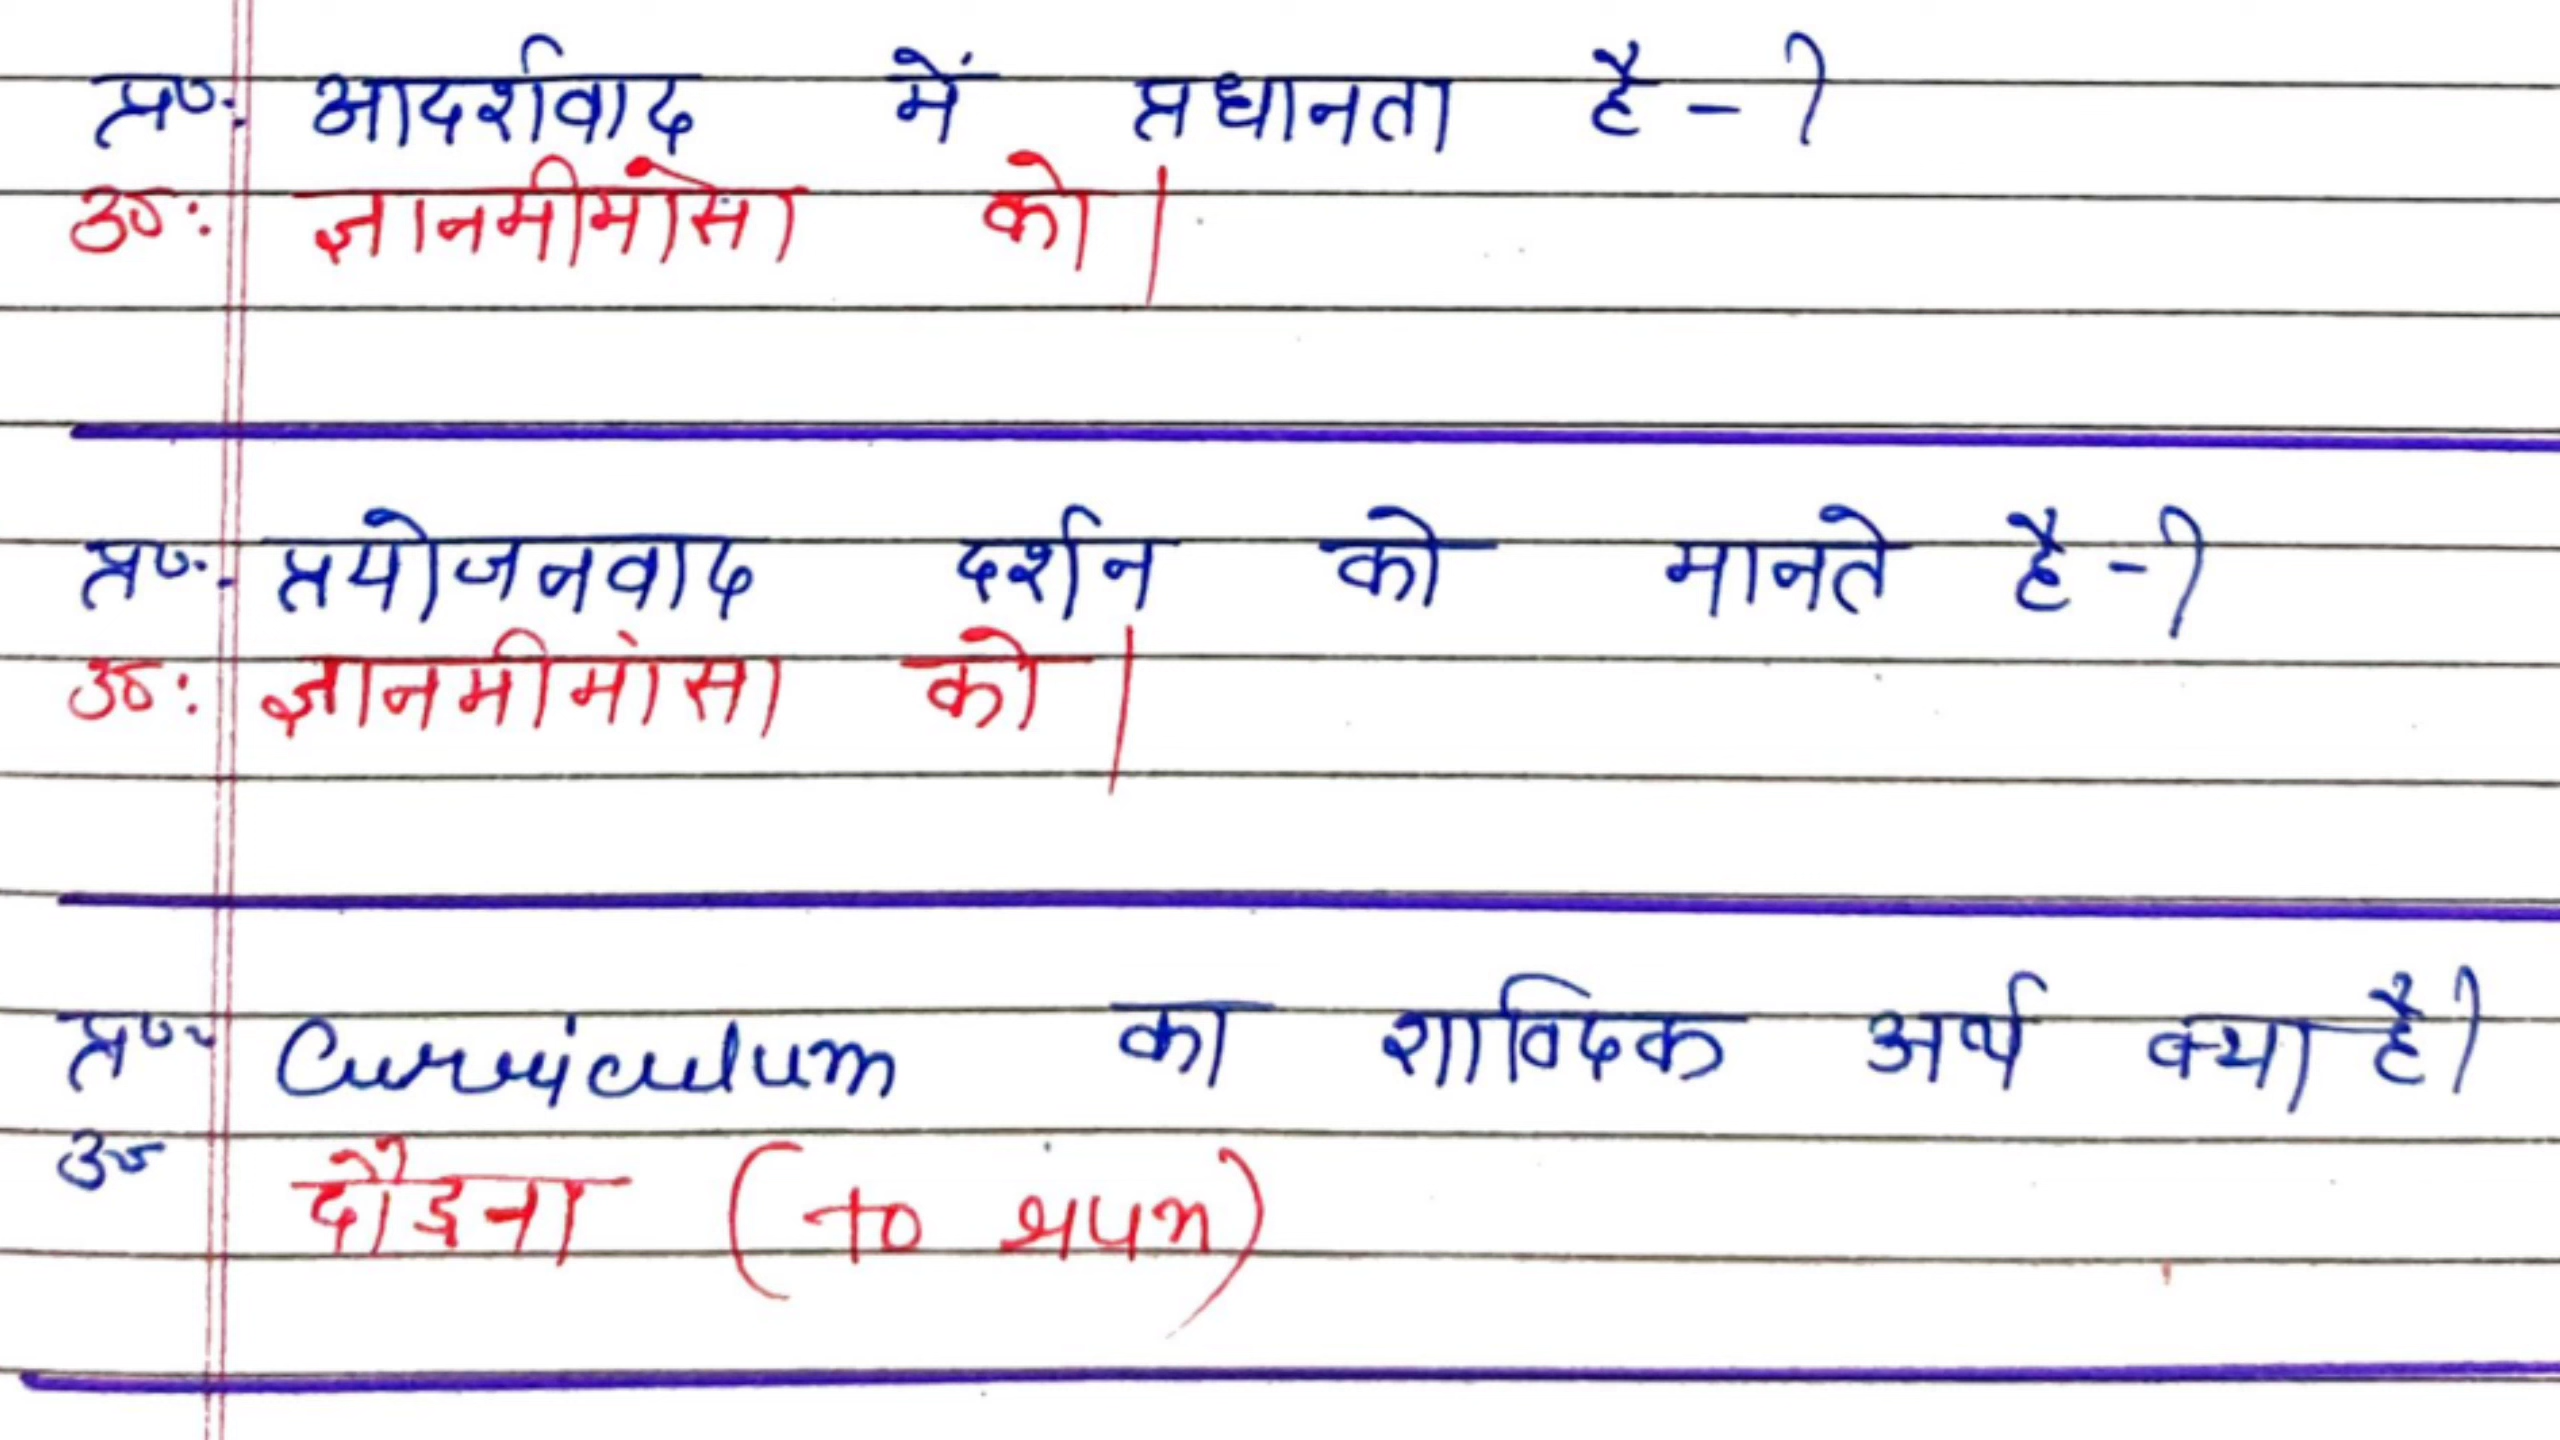 प्र०: आदर्शवाद में प्रधानता है-?
उ०: ज्ञानमीमांसा को।
प्र०: प्रयोजनवाद दर्शन को मानते है-?
उ०: ज्ञानमीमांसा को।
प्र०: Curriculum का शाब्दिक अर्थ क्या है?
उ० दौड़ना (to run)